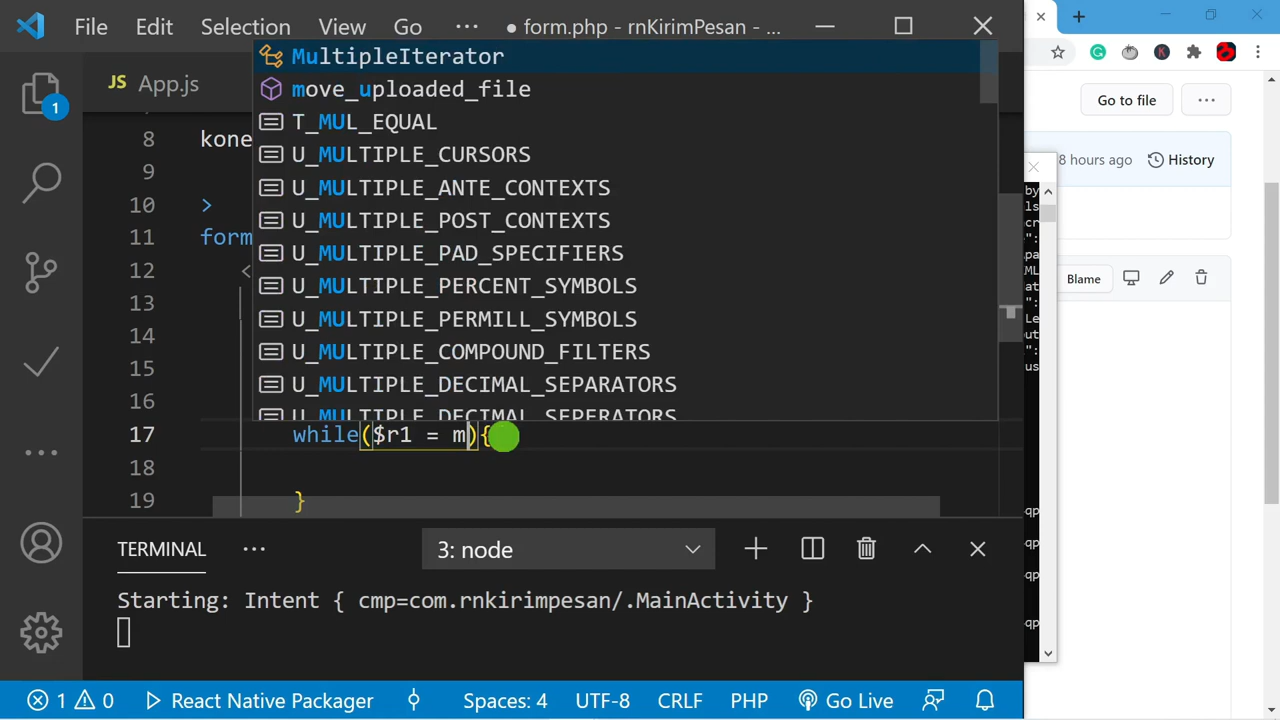 File Edit Selection View Go ··· ● form.php - rnKirimPesan - ...
JS App.js
MultipleIterator
move_uploaded_file
T_MUL_EQUAL
U_MULTIPLE_CURSORS
U_MULTIPLE_ANTE_CONTEXTS
U_MULTIPLE_POST_CONTEXTS
U_MULTIPLE_PAD_SPECIFIERS
U_MULTIPLE_PERCENT_SYMBOLS
U_MULTIPLE_PERMILL_SYMBOLS
U_MULTIPLE_COMPOUND_FILTERS
U_MULTIPLE_DECIMAL_SEPARATORS
U_MULTIPLE_DECIMAL_SEPERATORS
8 kone
9
10 >
11 form
12 <
13
14
15
16
17 while($r1 = m){
18
19 }
1
TERMINAL ··· 3: node
Starting: Intent { cmp=com.rnkirimpesan/.MainActivity }
1 0 React Native Packager Spaces: 4 UTF-8 CRLF PHP Go Live
Go to file ···
8 hours ago History
Blame